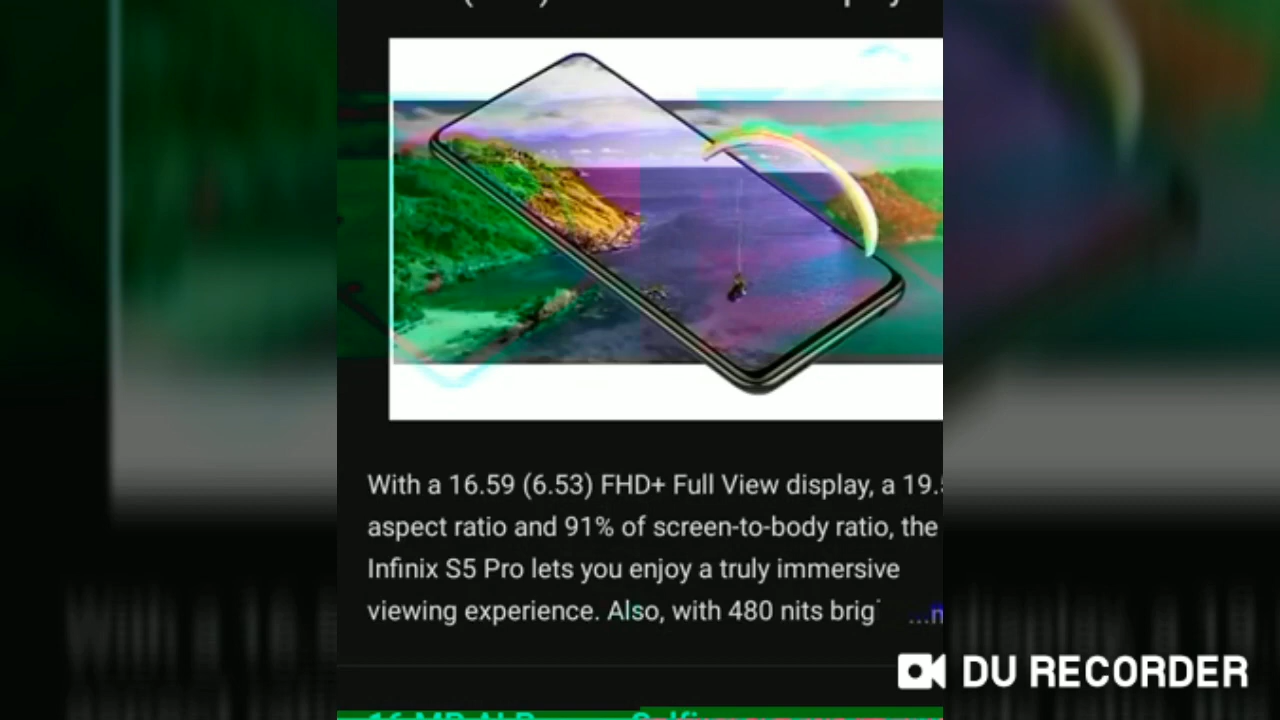 With a 16.59 (6.53) FHD+ Full View display, a 19.5
aspect ratio and 91% of screen-to-body ratio, the
Infinix S5 Pro lets you enjoy a truly immersive
viewing experience. Also, with 480 nits brig
DU RECORDER